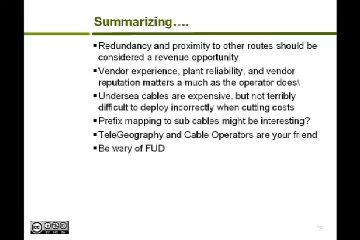 Summarizing....
Redundancy and proximity to other routes should be
considered a revenue opportunity
Vendor experience, plant reliability, and vendor
reputation matters a much as the operator does\
Undersea cables are expensive, but not terribly
difficult to deploy incorrectly when cutting costs
Prefix mapping to sub cables might be interesting?
TeleGeography and Cable Operators are your friend
Be wary of FUD